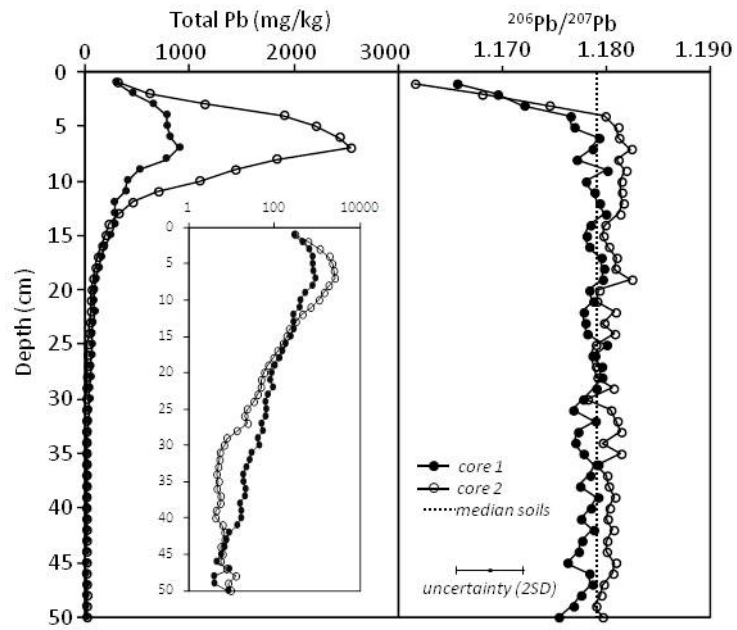 Total Pb (mg/kg)
²⁰⁶Pb/²⁰⁷Pb
0 1000 2000 3000
1.170 1.180 1.190
Depth (cm)
0
5
10
15
20
25
30
35
40
45
50
1 100 10000
0
5
10
15
20
25
30
35
40
45
50
core 1
core 2
median soils
uncertainty (2SD)